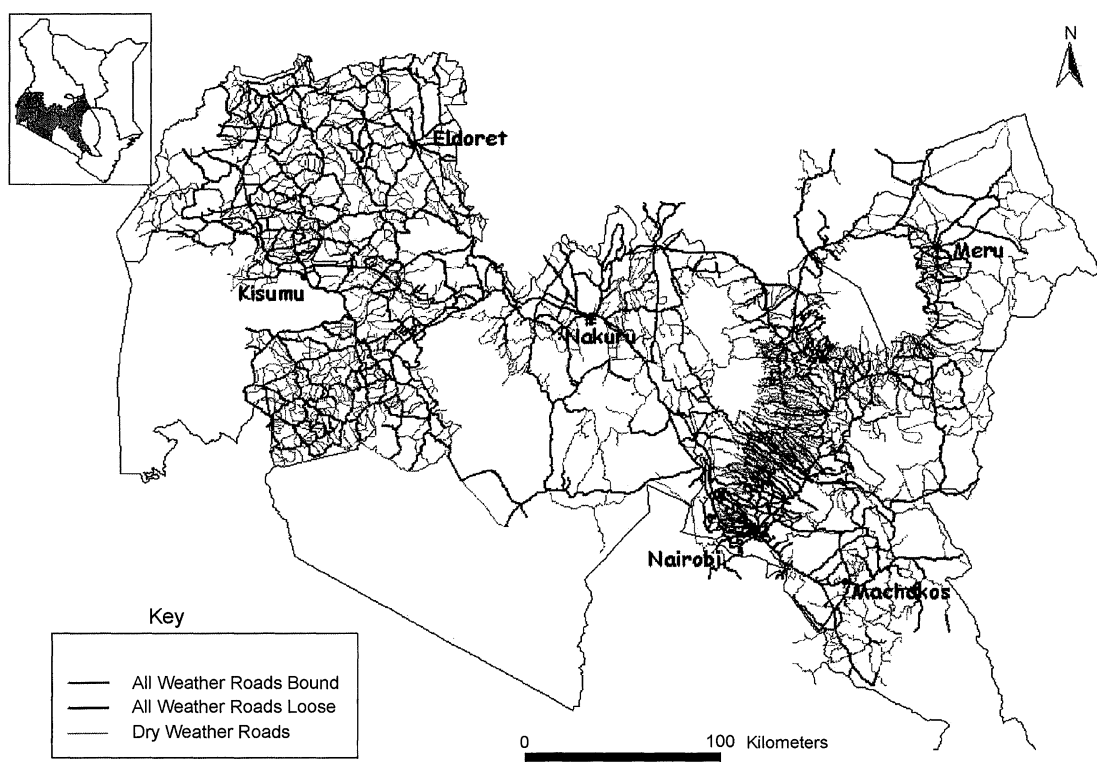 N
Eldoret
Meru
Kisumu
Nakuru
Nairobi
Machakos
Key
All Weather Roads Bound
All Weather Roads Loose
Dry Weather Roads
0 100 Kilometers